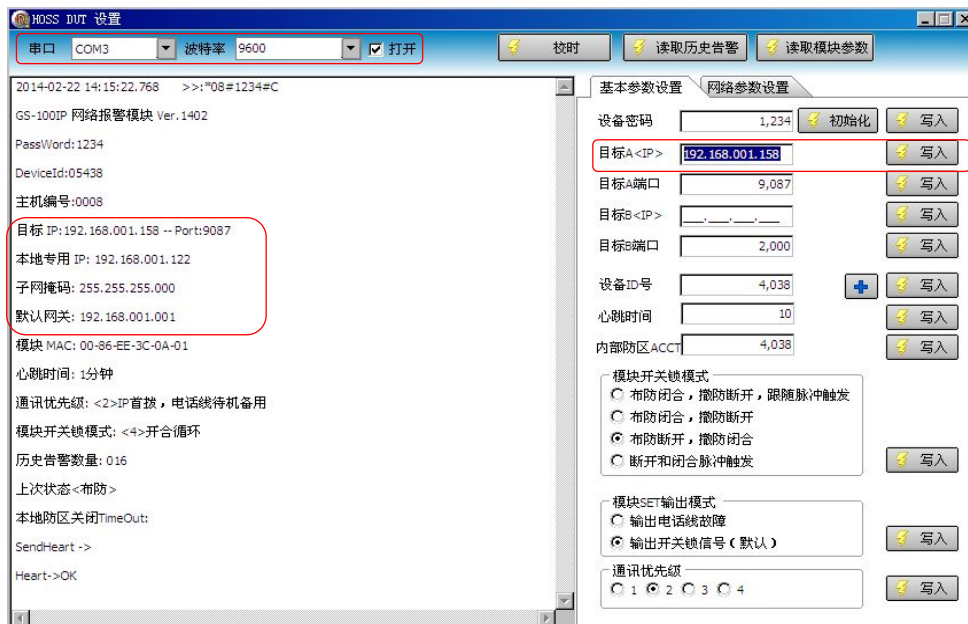 HOSS DUT 设置
串口 COM3 波特率 9600 打开 校时 读取历史告警 读取模块参数
2014-02-22 14:15:22.768 >>:*08#1234#C
GS-100IP 网络报警模块 Ver.1402
PassWord:1234
DeviceId:05438
主机编号:0008
目标 IP:192.168.001.158 -- Port:9087
本地专用 IP: 192.168.001.122
子网掩码: 255.255.255.000
默认网关: 192.168.001.001
模块 MAC: 00-86-EE-3C-0A-01
心跳时间: 1分钟
通讯优先级: <2>IP首拨，电话线待机备用
模块开关锁模式: <4>开合循环
历史告警数量: 016
上次状态<布防>
本地防区关闭TimeOut:
SendHeart ->
Heart->OK
基本参数设置 网络参数设置
设备密码 1,234 初始化 写入
目标A<IP> 192.168.001.158 写入
目标A端口 9,087 写入
目标B<IP> ___.___.___.___ 写入
目标B端口 2,000 写入
设备ID号 4,038 写入
心跳时间 10 写入
内部防区ACCT 4,038 写入
模块开关锁模式
布防闭合，撤防断开，跟随脉冲触发
布防闭合，撤防断开
布防断开，撤防闭合
断开和闭合脉冲触发 写入
模块SET输出模式
输出电话线故障
输出开关锁信号(默认) 写入
通讯优先级
1 2 3 4 写入